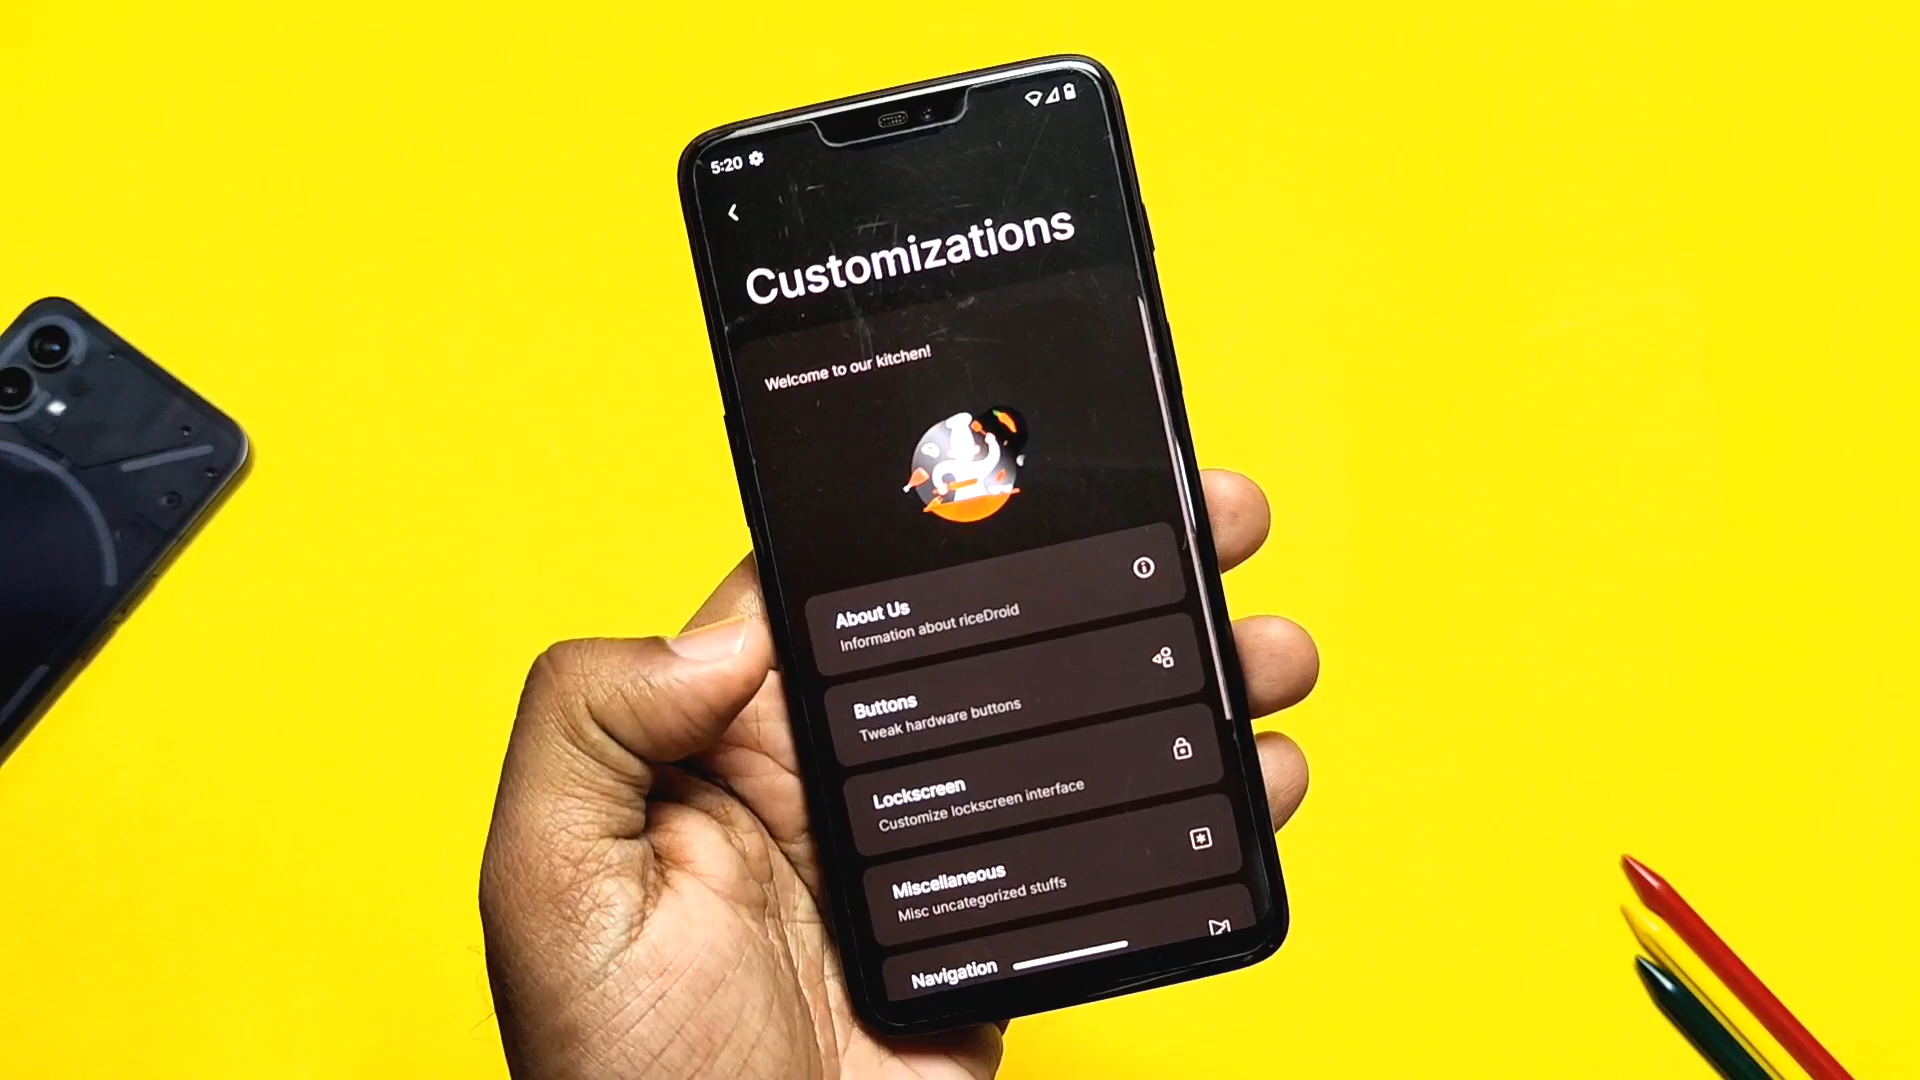 5:20
Customizations
Welcome to our kitchen!
About Us
Information about riceDroid
Buttons
Tweak hardware buttons
Lockscreen
Customize lockscreen interface
Miscellaneous
Misc uncategorized stuffs
Navigation